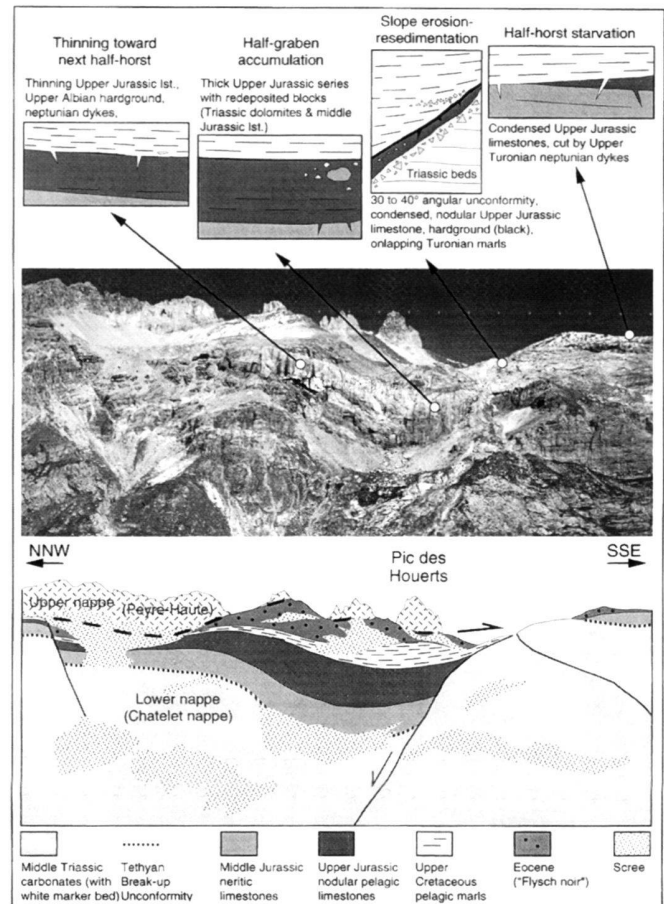 Thinning toward
next half-horst
Thinning Upper Jurassic lst.,
Upper Albian hardground,
neptunian dykes,
Half-graben
accumulation
Thick Upper Jurassic series
with redeposited blocks
(Triassic dolomites & middle
Jurassic lst.)
Slope erosion-
resedimentation
Triassic beds
30 to 40° angular unconformity,
condensed, nodular Upper Jurassic
limestone, hardground (black),
onlapping Turonian marls
Half-horst starvation
Condensed Upper Jurassic
limestones, cut by Upper
Turonian neptunian dykes
NNW
Pic des
Houerts
SSE
Upper nappe (Peyre-Haute)
Lower nappe
(Chatelet nappe)
Middle Triassic
carbonates (with
white marker bed)
Tethyan
Break-up
Unconformity
Middle Jurassic
neritic
limestones
Upper Jurassic
nodular pelagic
limestones
Upper
Cretaceous
pelagic marls
Eocene
("Flysch noir")
Scree